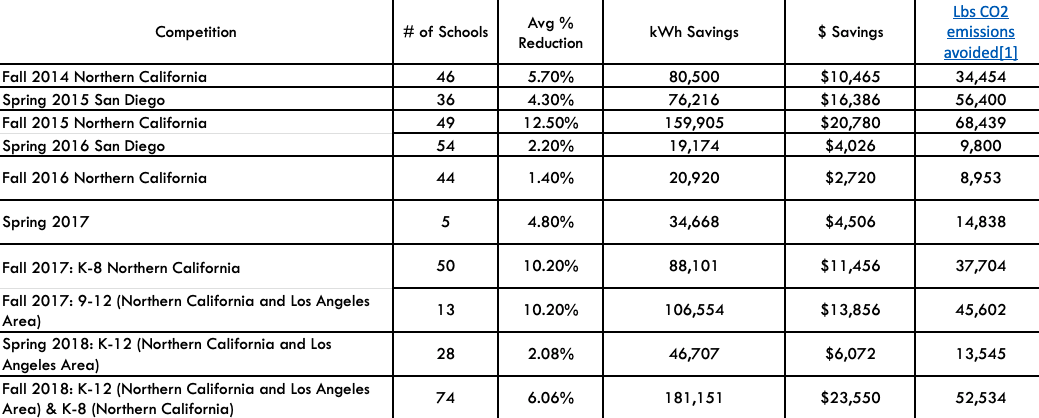 Competition # of Schools Avg % Reduction kWh Savings $ Savings Lbs CO2 emissions avoided[1]
Fall 2014 Northern California 46 5.70% 80,500 $10,465 34,454
Spring 2015 San Diego 36 4.30% 76,216 $16,386 56,400
Fall 2015 Northern California 49 12.50% 159,905 $20,780 68,439
Spring 2016 San Diego 54 2.20% 19,174 $4,026 9,800
Fall 2016 Northern California 44 1.40% 20,920 $2,720 8,953
Spring 2017 5 4.80% 34,668 $4,506 14,838
Fall 2017: K-8 Northern California 50 10.20% 88,101 $11,456 37,704
Fall 2017: 9-12 (Northern California and Los Angeles
Area) 13 10.20% 106,554 $13,856 45,602
Spring 2018: K-12 (Northern California and Los
Angeles Area) 28 2.08% 46,707 $6,072 13,545
Fall 2018: K-12 (Northern California and Los Angeles
Area) & K-8 (Northern California) 74 6.06% 181,151 $23,550 52,534